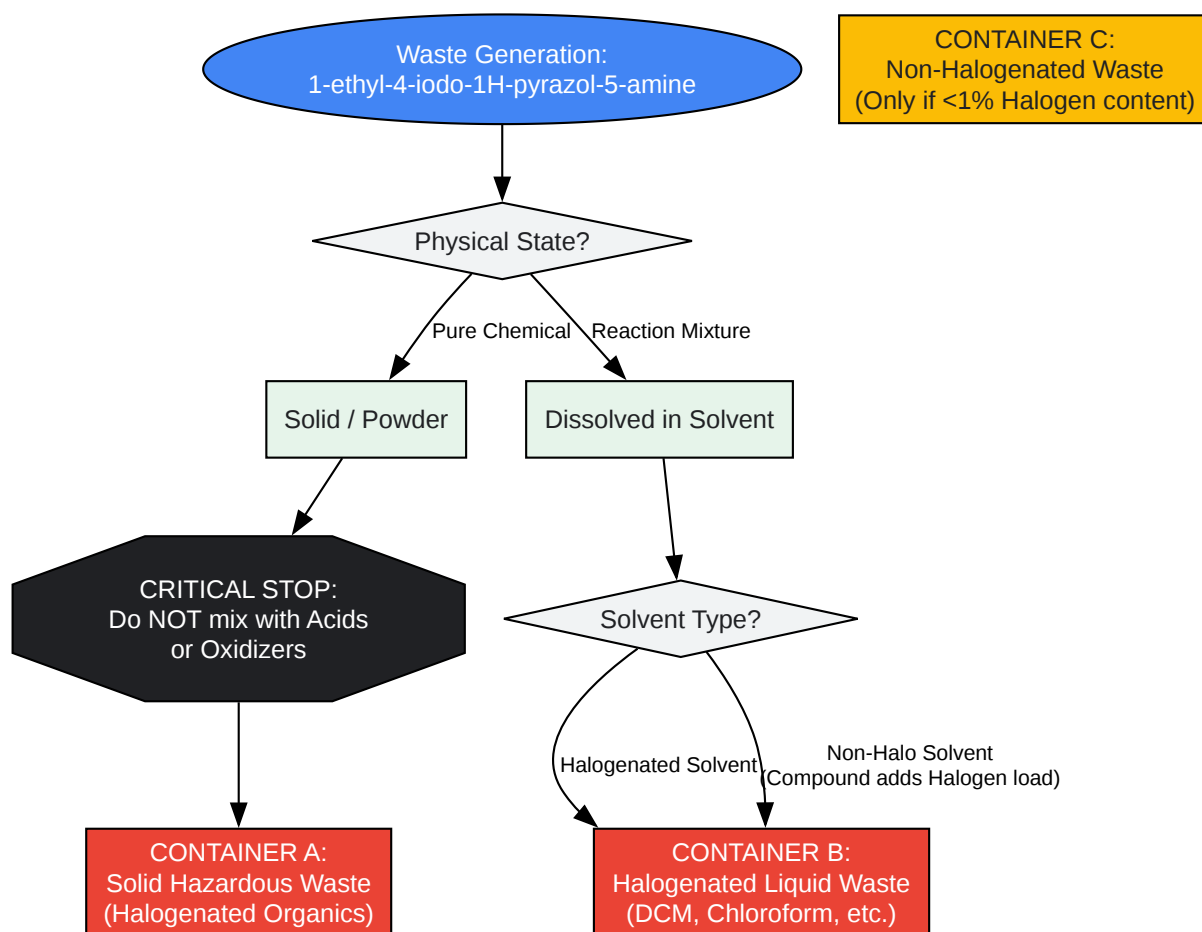 Waste Generation:
1-ethyl-4-iodo-1H-pyrazol-5-amine
CONTAINER C:
Non-Halogenated Waste
(Only if <1% Halogen content)
Physical State?
Pure Chemical
Reaction Mixture
Solid / Powder
Dissolved in Solvent
CRITICAL STOP:
Do NOT mix with Acids
or Oxidizers
Solvent Type?
Halogenated Solvent
Non-Halo Solvent
(Compound adds Halogen load)
CONTAINER A:
Solid Hazardous Waste
(Halogenated Organics)
CONTAINER B:
Halogenated Liquid Waste
(DCM, Chloroform, etc.)